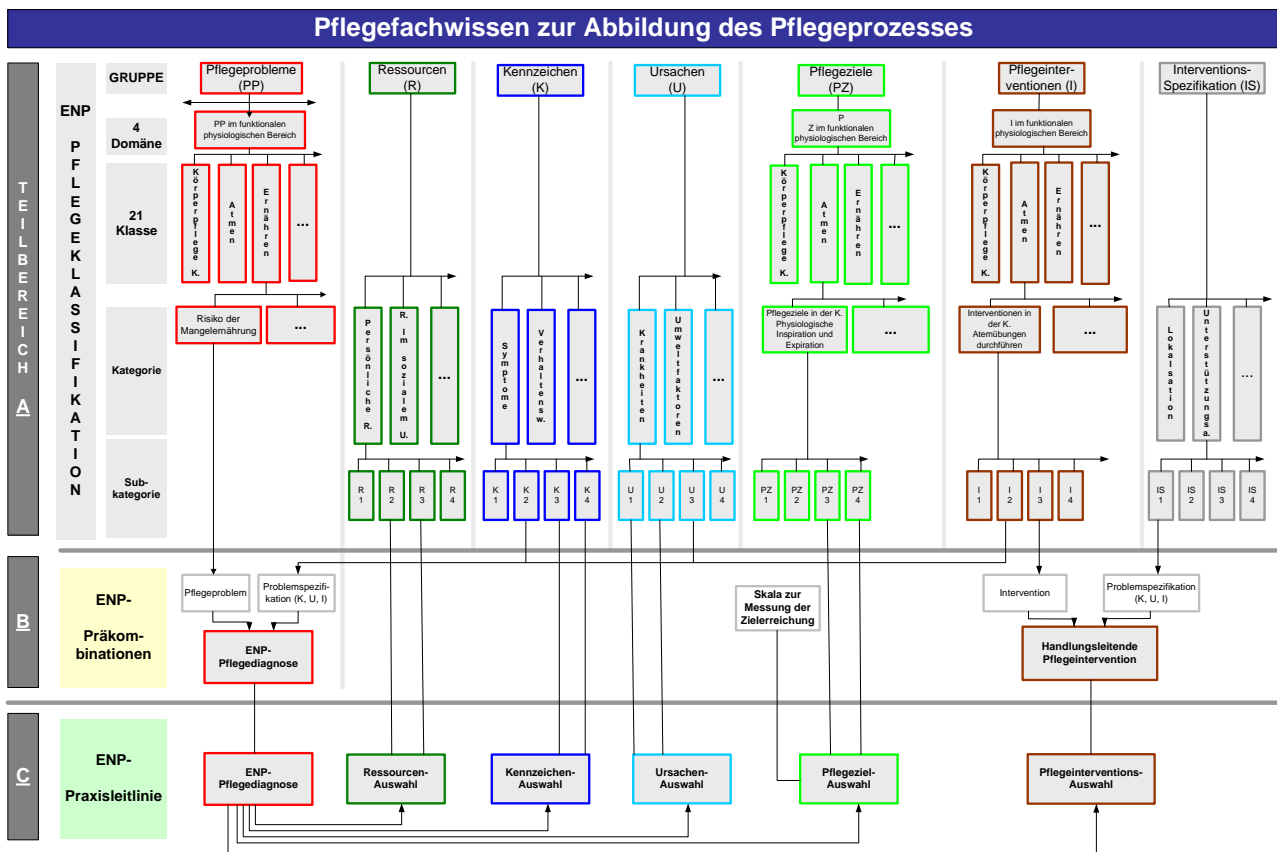 Pflegefachwissen zur Abbildung des Pflegeprozesses
TEILBEREICH A
ENP PFLEGEKLASSIFIKATION
GRUPPE
Pflegeprobleme
(PP)
Ressourcen
(R)
Kennzeichen
(K)
Ursachen
(U)
Pflegeziele
(PZ)
Pflegeinter-
ventionen (I)
Interventions-
Spezifikation (IS)
4
Domäne
PP im funktionalen
physiologischen Bereich
P
Z im funktionalen
physiologischen Bereich
I im funktionalen
physiologischen Bereich
21
Klasse
Körperpflege K.
Atmen
Ernähren
...
Körperpflege K.
Atmen
Ernähren
...
Körperpflege K.
Atmen
Ernähren
...
Kategorie
Risiko der
Mangelernährung
...
Persönliche R.
R. Im sozialem U.
...
Symptome
Verhaltensw.
...
Krankheiten
Umweltfaktoren
...
Pflegeziele in der K.
Physiologische
Inspiration und
Expiration
...
Interventionen in
der K.
Atemübungen
durchführen
...
Lokalsation
Unterstützungsa.
...
Sub-
kategorie
R
1
R
2
R
3
R
4
K
1
K
2
K
3
K
4
U
1
U
2
U
3
U
4
PZ
1
PZ
2
PZ
3
PZ
4
I
1
I
2
I
3
I
4
IS
1
IS
2
IS
3
IS
4
B
ENP-
Präkom-
binationen
Pflegeproblem
Problemspezifi-
kation (K, U, I)
ENP-
Pflegediagnose
Skala zur
Messung der
Zielerreichung
Intervention
Problemspezifikation
(K, U, I)
Handlungsleitende
Pflegeintervention
C
ENP-
Praxisleitlinie
ENP-
Pflegediagnose
Ressourcen-
Auswahl
Kennzeichen-
Auswahl
Ursachen-
Auswahl
Pflegeziel-
Auswahl
Pflegeinterventions-
Auswahl